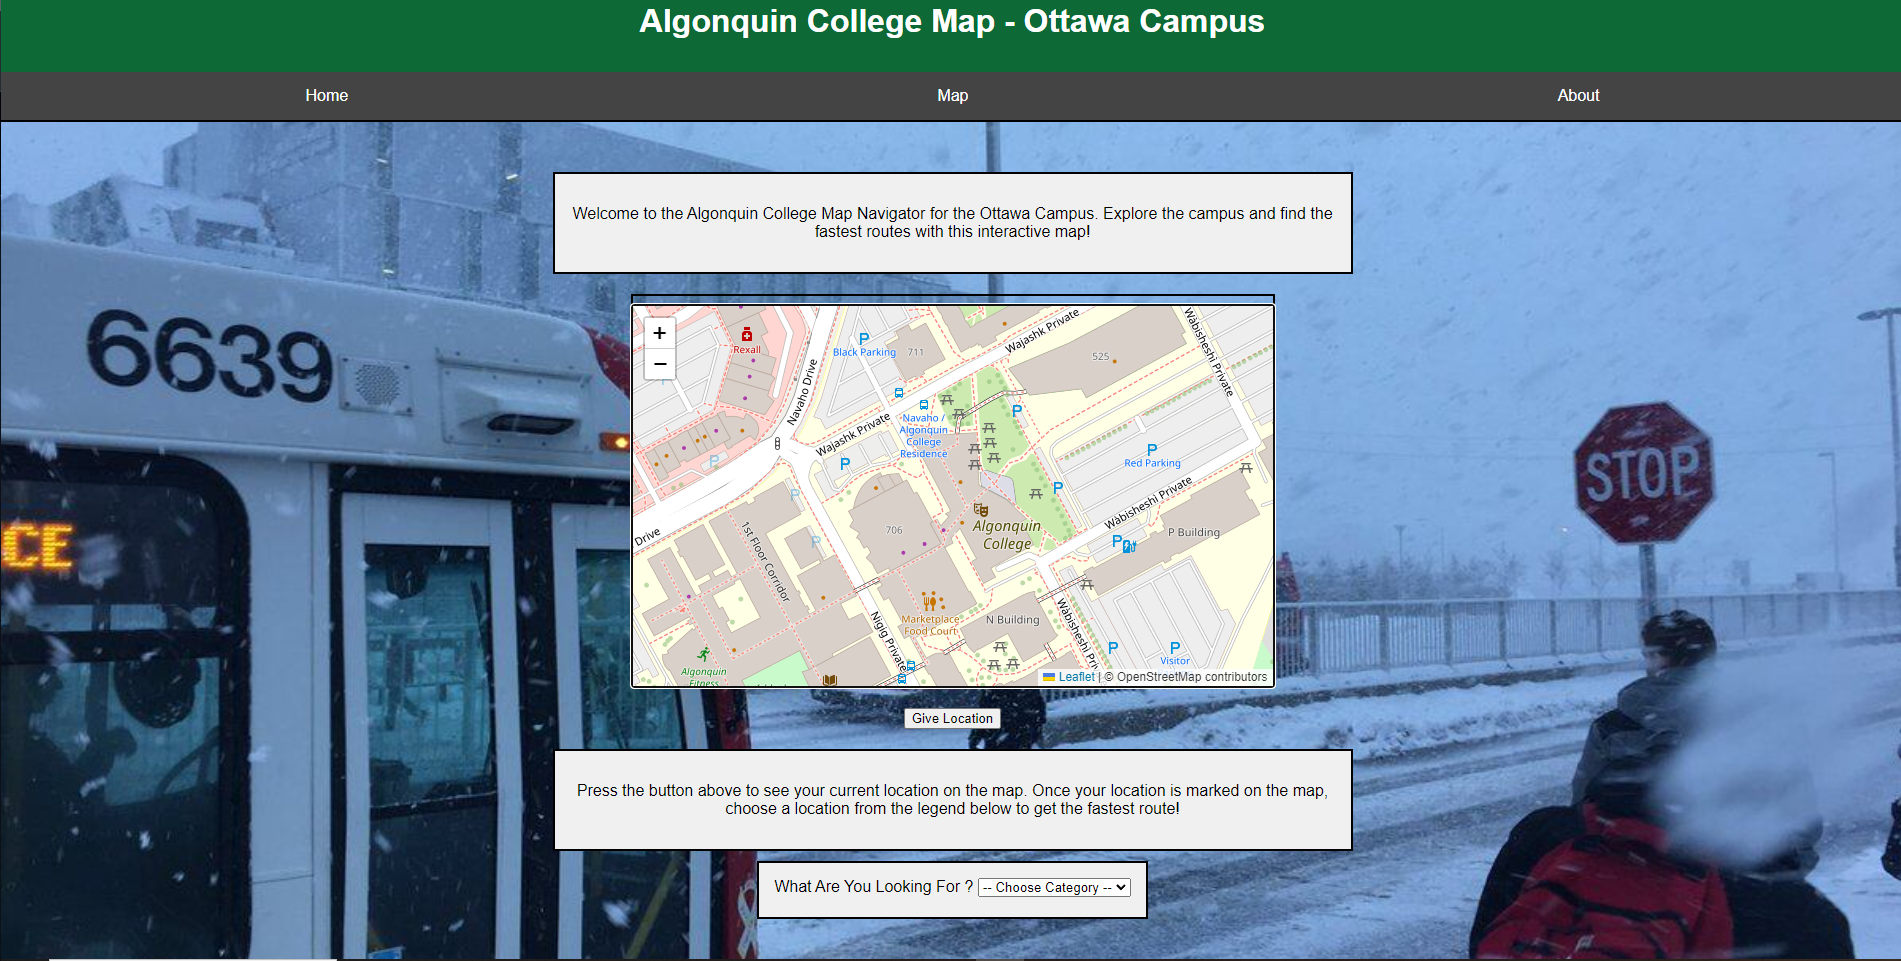 Algonquin College Map - Ottawa Campus
Home
Map
About
Welcome to the Algonquin College Map Navigator for the Ottawa Campus. Explore the campus and find the
fastest routes with this interactive map!
6639
CE
STOP
+
−
Rexall
Navaho Drive
P
Black Parking
711
Wajashk Private
525
Wàbisheshi Private
P
Navaho /
Algonquin
College
Residence
Wajashk Private
P
P
Red Parking
P
P
P
Wàbisheshi Private
P
P Building
Drive
1st Floor Corridor
P
P
706
Algonquin
College
Marketplace
Food Court
N Building
Nigig Private
Wàbisheshi Priv
P
P
Visitor
Algonquin
Fitness
Leaflet | © OpenStreetMap contributors
Give Location
Press the button above to see your current location on the map. Once your location is marked on the map,
choose a location from the legend below to get the fastest route!
What Are You Looking For ? -- Choose Category --